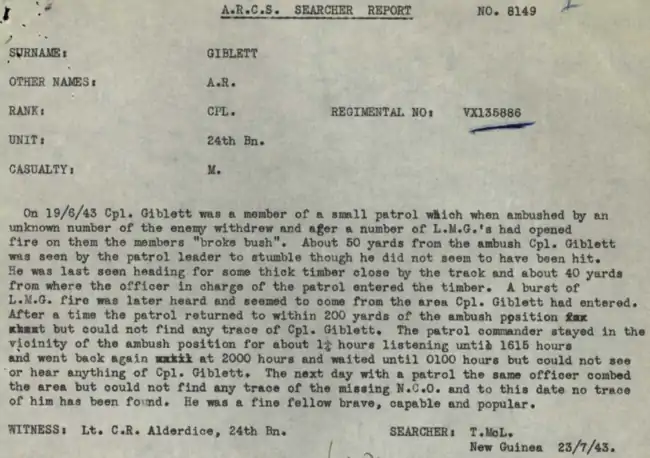 A.R.C.S. SEARCHER REPORT NO. 8149
SURNAME: GIBLETT
OTHER NAMES: A.R.
RANK: CPL. REGIMENTAL NO: VX135886
UNIT: 24th Bn.
CASUALTY: M.
On 19/6/43 Cpl. Giblett was a member of a small patrol which when ambushed by an
unknown number of the enemy withdrew and ager a number of L.M.G.'s had opened
fire on them the members "broke bush". About 50 yards from the ambush Cpl. Giblett
was seen by the patrol leader to stumble though he did not seem to have been hit.
He was last seen heading for some thick timber close by the track and about 40 yards
from where the officer in charge of the patrol entered the timber. A burst of
L.M.G. fire was later heard and seemed to come from the area Cpl. Giblett had entered.
After a time the patrol returned to within 200 yards of the ambush pposition
but could not find any trace of Cpl. Giblett. The patrol commander stayed in the
vicinity of the ambush position for about 1½ hours listening until 1615 hours
and went back again at 2000 hours and waited until 0100 hours but could not see
or hear anything of Cpl. Giblett. The next day with a patrol the same officer combed
the area but could not find any trace of the missing N.C.O. and to this date no trace
of him has been found. He was a fine fellow brave, capable and popular.
WITNESS: Lt. C.R. Alderdice, 24th Bn. SEARCHER: T.McL.
New Guinea 23/7/43.